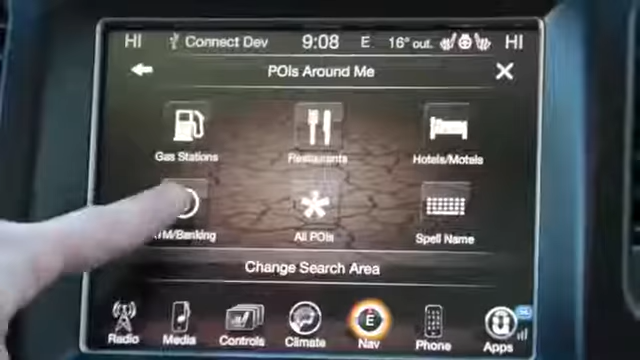 HI Connect Dev 9:08 E 16° out. HI
POIs Around Me
Gas Stations Restaurants Hotels/Motels
TM/Banking All POIs Spell Name
Change Search Area
E
Radio Media Controls Climate Nav Phone Apps